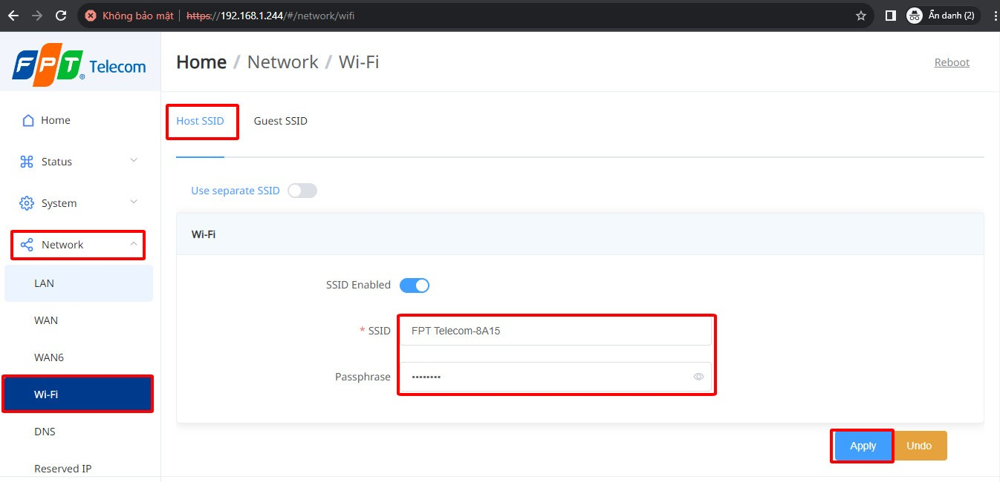 Không bảo mật https://192.168.1.244/#/network/wifi Ẩn danh (2)
FPT Telecom
Home / Network / Wi-Fi
Reboot
Home
Status
System
Network
LAN
WAN
WAN6
Wi-Fi
DNS
Reserved IP
Host SSID Guest SSID
Use separate SSID
Wi-Fi
SSID Enabled
* SSID FPT Telecom-8A15
Passphrase ••••••••
Apply Undo